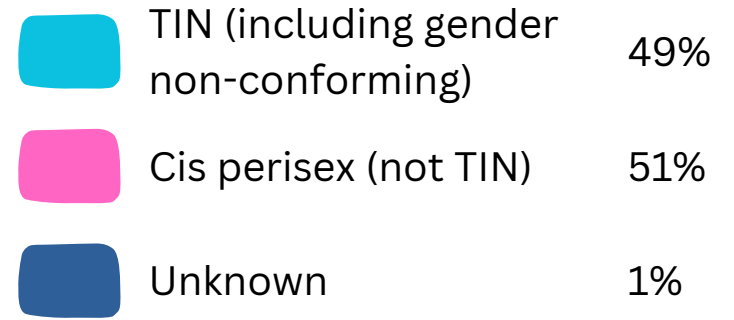 TIN (including gender
non-conforming)
49%
Cis perisex (not TIN)
51%
Unknown
1%